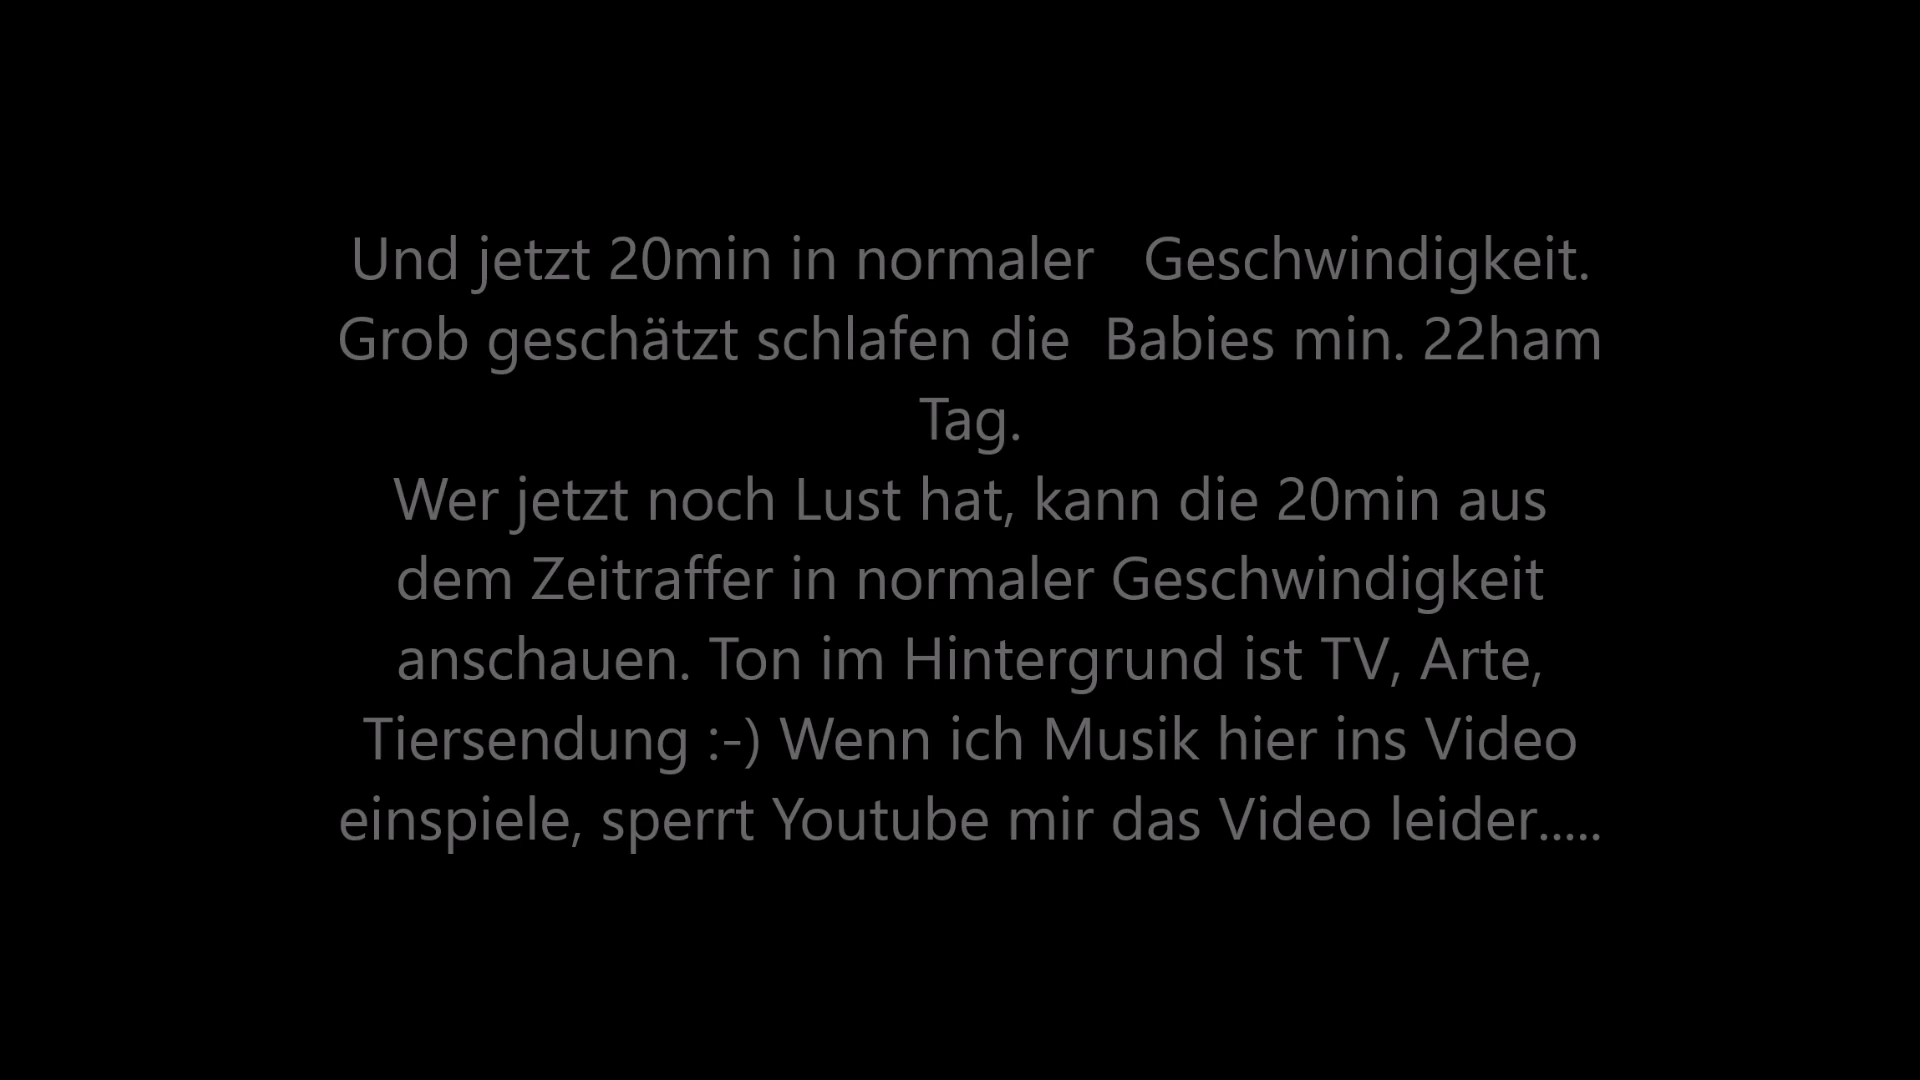 Und jetzt 20min in normaler   Geschwindigkeit.
Grob geschätzt schlafen die  Babies min. 22ham
Tag.
Wer jetzt noch Lust hat, kann die 20min aus
dem Zeitraffer in normaler Geschwindigkeit
anschauen. Ton im Hintergrund ist TV, Arte,
Tiersendung :-) Wenn ich Musik hier ins Video
einspiele, sperrt Youtube mir das Video leider.....